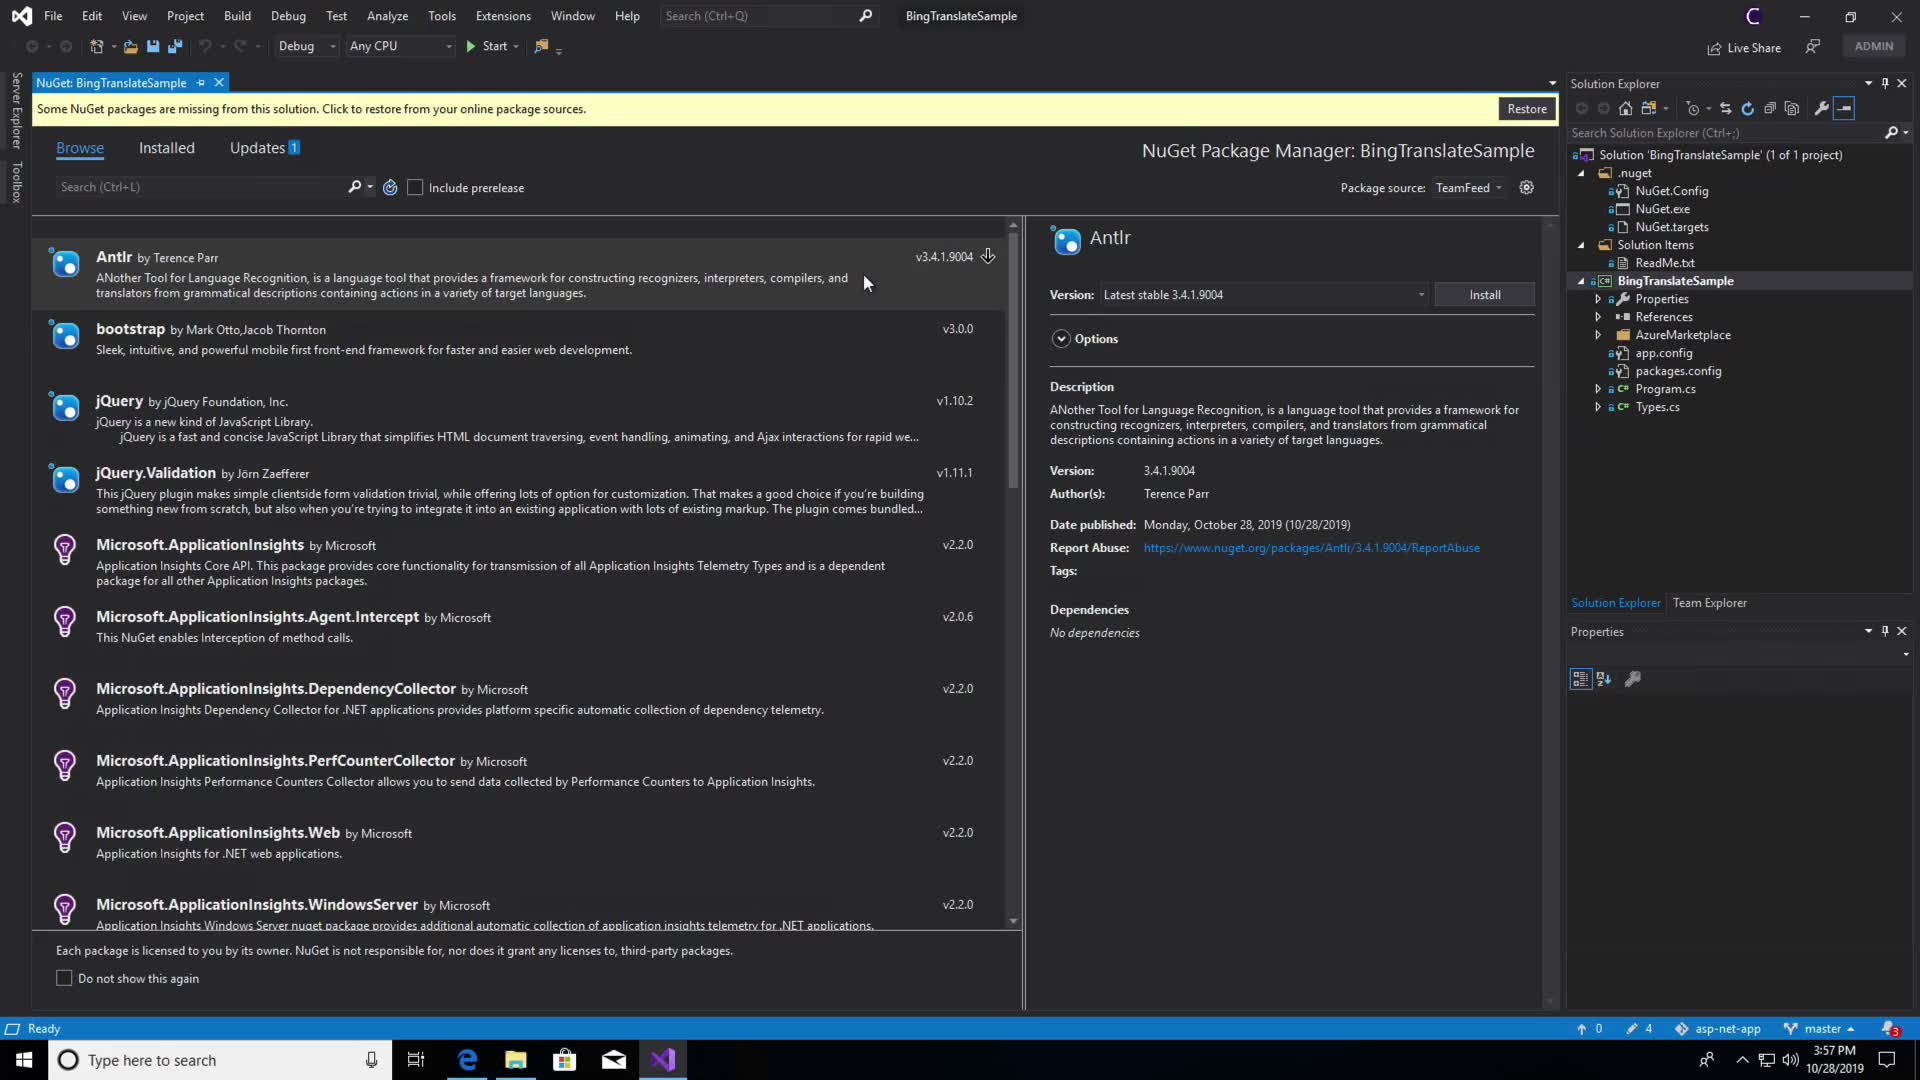 File Edit View Project Build Debug Test Analyze Tools Extensions Window Help Search (Ctrl+Q) BingTranslateSample
Debug Any CPU Start Live Share ADMIN
Server Explorer
Toolbox
NuGet: BingTranslateSample
Some NuGet packages are missing from this solution. Click to restore from your online package sources. Restore
Browse Installed Updates 1
NuGet Package Manager: BingTranslateSample
Search (Ctrl+L) Include prerelease
Package source: TeamFeed
Antlr by Terence Parr v3.4.1.9004
ANother Tool for Language Recognition, is a language tool that provides a framework for constructing recognizers, interpreters, compilers, and
translators from grammatical descriptions containing actions in a variety of target languages.
bootstrap by Mark Otto,Jacob Thornton v3.0.0
Sleek, intuitive, and powerful mobile first front-end framework for faster and easier web development.
jQuery by jQuery Foundation, Inc. v1.10.2
jQuery is a new kind of JavaScript Library.
jQuery is a fast and concise JavaScript Library that simplifies HTML document traversing, event handling, animating, and Ajax interactions for rapid we...
jQuery.Validation by Jörn Zaefferer v1.11.1
This jQuery plugin makes simple clientside form validation trivial, while offering lots of option for customization. That makes a good choice if you're building
something new from scratch, but also when you're trying to integrate it into an existing application with lots of existing markup. The plugin comes bundled...
Microsoft.ApplicationInsights by Microsoft v2.2.0
Application Insights Core API. This package provides core functionality for transmission of all Application Insights Telemetry Types and is a dependent
package for all other Application Insights packages.
Microsoft.ApplicationInsights.Agent.Intercept by Microsoft v2.0.6
This NuGet enables Interception of method calls.
Microsoft.ApplicationInsights.DependencyCollector by Microsoft v2.2.0
Application Insights Dependency Collector for .NET applications provides platform specific automatic collection of dependency telemetry.
Microsoft.ApplicationInsights.PerfCounterCollector by Microsoft v2.2.0
Application Insights Performance Counters Collector allows you to send data collected by Performance Counters to Application Insights.
Microsoft.ApplicationInsights.Web by Microsoft v2.2.0
Application Insights for .NET web applications.
Microsoft.ApplicationInsights.WindowsServer by Microsoft v2.2.0
Application Insights Windows Server nuget package provides additional automatic collection of application insights telemetry for .NET applications.
Each package is licensed to you by its owner. NuGet is not responsible for, nor does it grant any licenses to, third-party packages.
Do not show this again
Antlr
Version: Latest stable 3.4.1.9004 Install
Options
Description
ANother Tool for Language Recognition, is a language tool that provides a framework for
constructing recognizers, interpreters, compilers, and translators from grammatical
descriptions containing actions in a variety of target languages.
Version: 3.4.1.9004
Author(s): Terence Parr
Date published: Monday, October 28, 2019 (10/28/2019)
Report Abuse: https://www.nuget.org/packages/Antlr/3.4.1.9004/ReportAbuse
Tags:
Dependencies
No dependencies
Solution Explorer
Search Solution Explorer (Ctrl+;)
Solution 'BingTranslateSample' (1 of 1 project)
.nuget
NuGet.Config
NuGet.exe
NuGet.targets
Solution Items
ReadMe.txt
BingTranslateSample
Properties
References
AzureMarketplace
app.config
packages.config
Program.cs
Types.cs
Solution Explorer Team Explorer
Properties
Ready 0 4 asp-net-app master 3
Type here to search
3:57 PM
10/28/2019